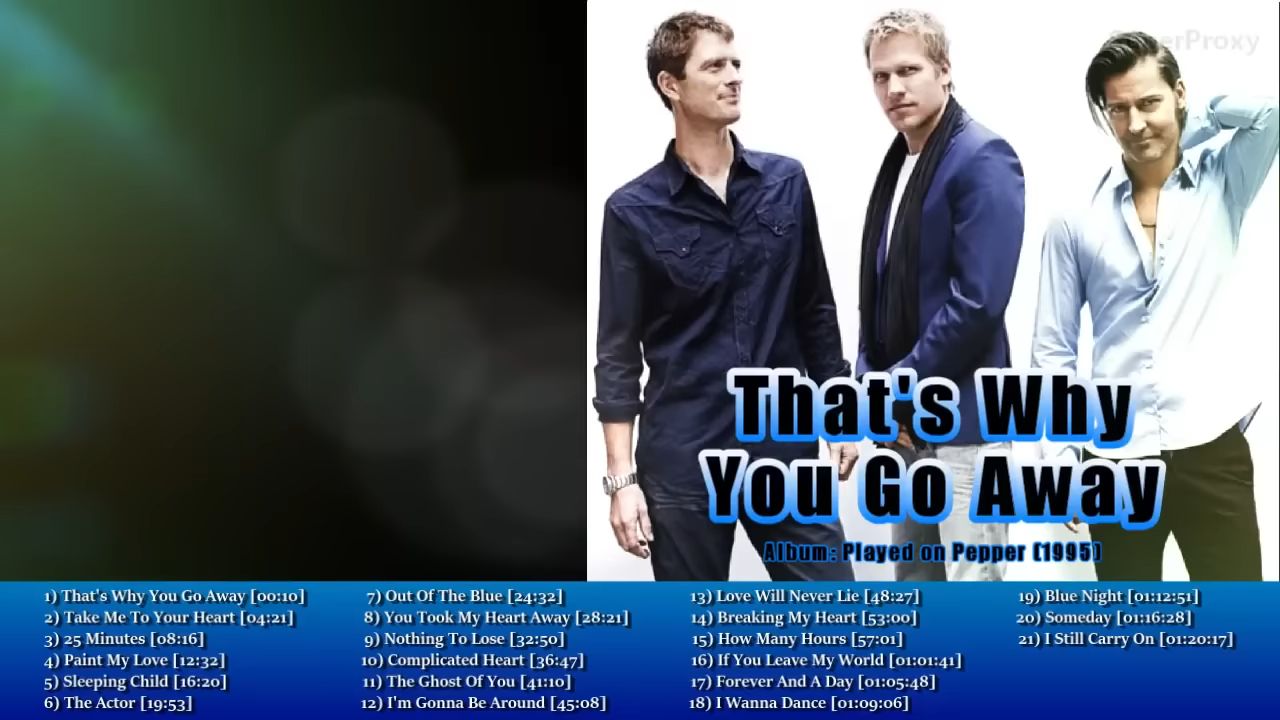 That's Why
You Go Away
Album: Played on Pepper (1995)
1) That's Why You Go Away [00:10]
2) Take Me To Your Heart [04:21]
3) 25 Minutes [08:16]
4) Paint My Love [12:32]
5) Sleeping Child [16:20]
6) The Actor [19:53]
7) Out Of The Blue [24:32]
8) You Took My Heart Away [28:21]
9) Nothing To Lose [32:50]
10) Complicated Heart [36:47]
11) The Ghost Of You [41:10]
12) I'm Gonna Be Around [45:08]
13) Love Will Never Lie [48:27]
14) Breaking My Heart [53:00]
15) How Many Hours [57:01]
16) If You Leave My World [01:01:41]
17) Forever And A Day [01:05:48]
18) I Wanna Dance [01:09:06]
19) Blue Night [01:12:51]
20) Someday [01:16:28]
21) I Still Carry On [01:20:17]